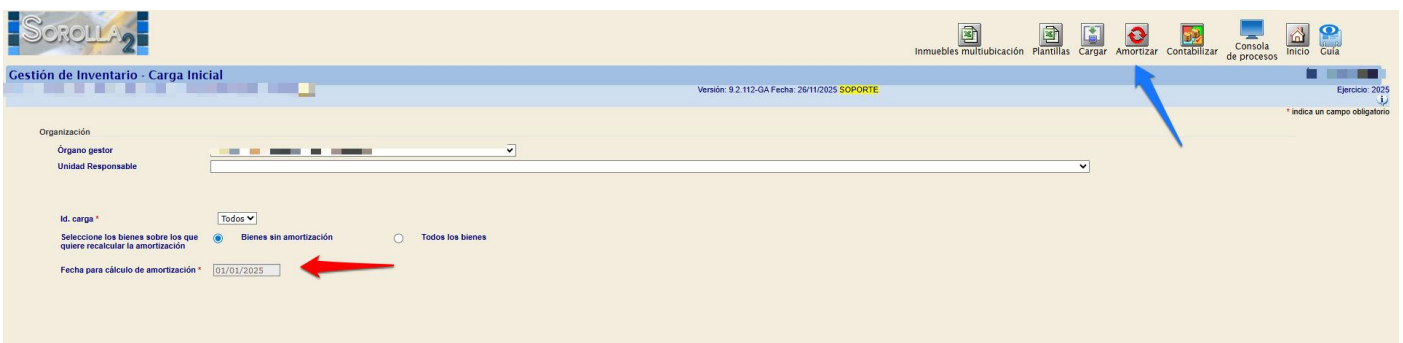 SOROLLA2
Inmuebles multiubicación Plantillas Cargar Amortizar Contabilizar Consola de procesos Inicio Guía
Gestión de Inventario - Carga Inicial
Versión: 9.2.112-GA Fecha: 26/11/2025 SOPORTE Ejercicio: 2025
* indica un campo obligatorio
Organización
Órgano gestor
Unidad Responsable
Id. carga * Todos
Seleccione los bienes sobre los que
quiere recalcular la amortización Bienes sin amortización Todos los bienes
Fecha para cálculo de amortización * 01/01/2025